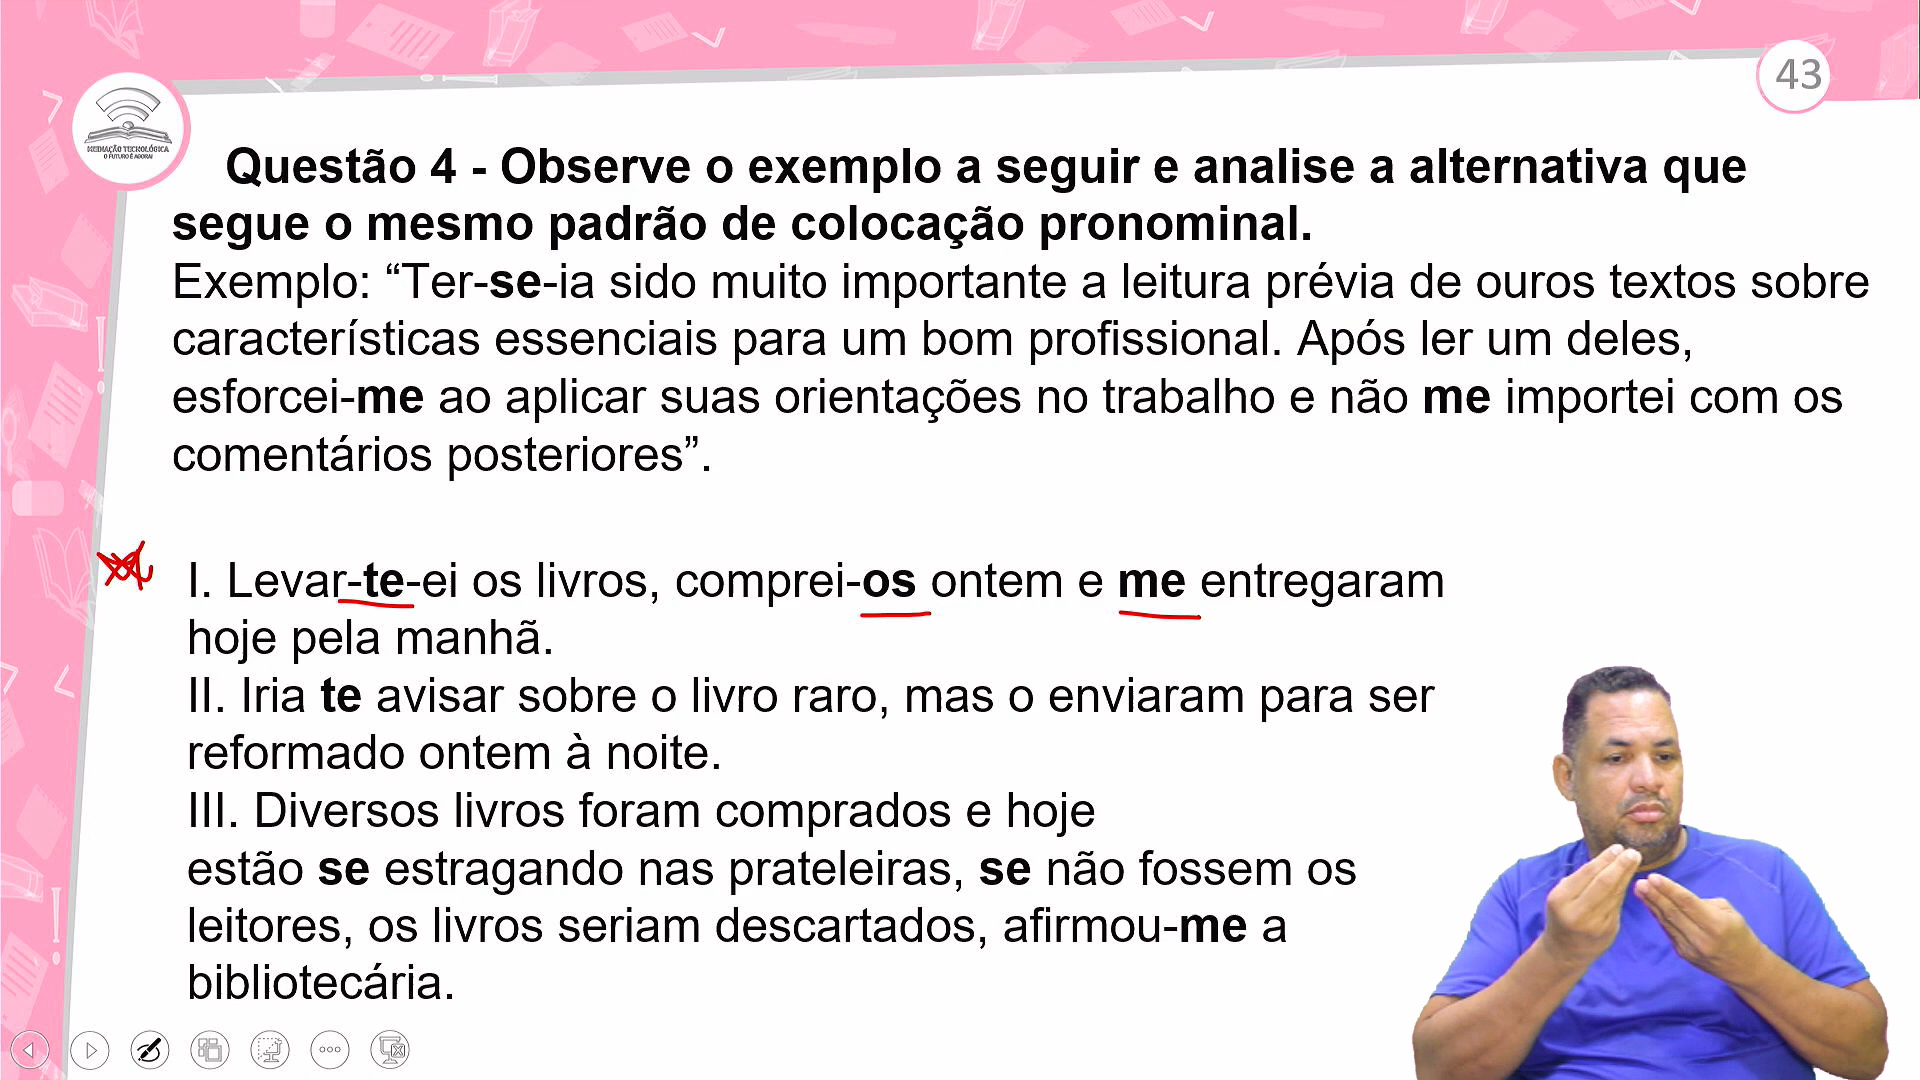 43
MEDIAÇÃO TECNOLÓGICA
O FUTURO É AGORA!
Questão 4 - Observe o exemplo a seguir e analise a alternativa que
segue o mesmo padrão de colocação pronominal.
Exemplo: “Ter-se-ia sido muito importante a leitura prévia de ouros textos sobre
características essenciais para um bom profissional. Após ler um deles,
esforcei-me ao aplicar suas orientações no trabalho e não me importei com os
comentários posteriores”.
I. Levar-te-ei os livros, comprei-os ontem e me entregaram
hoje pela manhã.
II. Iria te avisar sobre o livro raro, mas o enviaram para ser
reformado ontem à noite.
III. Diversos livros foram comprados e hoje
estão se estragando nas prateleiras, se não fossem os
leitores, os livros seriam descartados, afirmou-me a
bibliotecária.